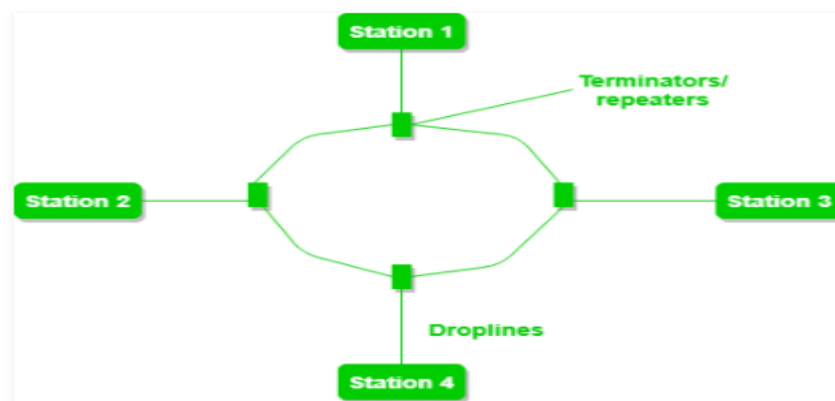 Station 1
Terminators/
repeaters
Station 2
Station 3
Droplines
Station 4